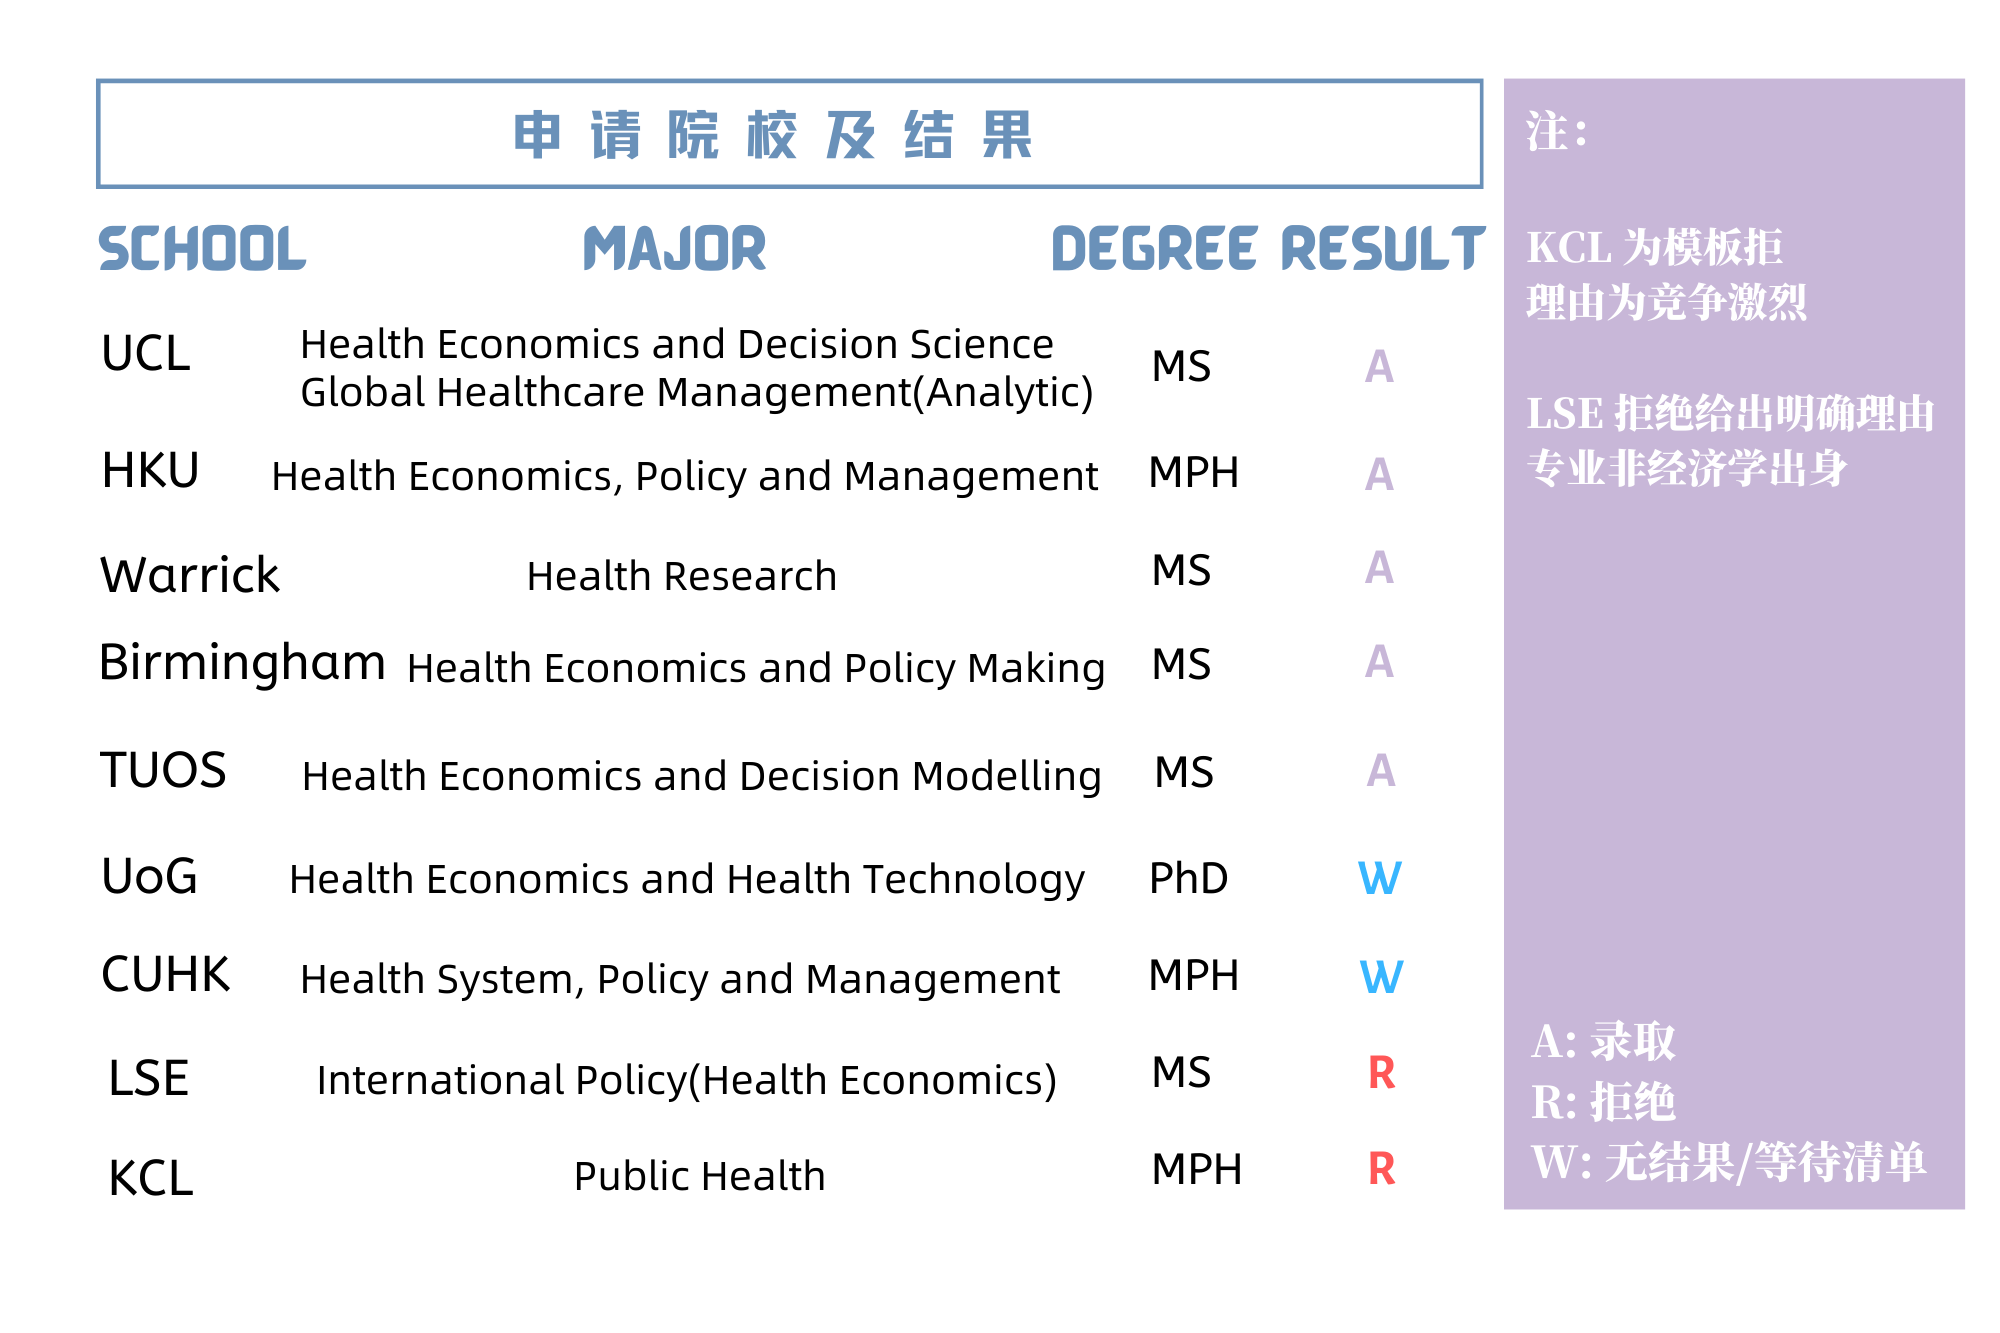 申请院校及结果
SCHOOL MAJOR DEGREE RESULT
UCL Health Economics and Decision Science
Global Healthcare Management(Analytic) MS A
HKU Health Economics, Policy and Management MPH A
Warrick Health Research MS A
Birmingham Health Economics and Policy Making MS A
TUOS Health Economics and Decision Modelling MS A
UoG Health Economics and Health Technology PhD W
CUHK Health System, Policy and Management MPH W
LSE International Policy(Health Economics) MS R
KCL Public Health MPH R
注：
KCL 为模板拒
理由为竞争激烈
LSE 拒绝给出明确理由
专业非经济学出身
A: 录取
R: 拒绝
W: 无结果/等待清单